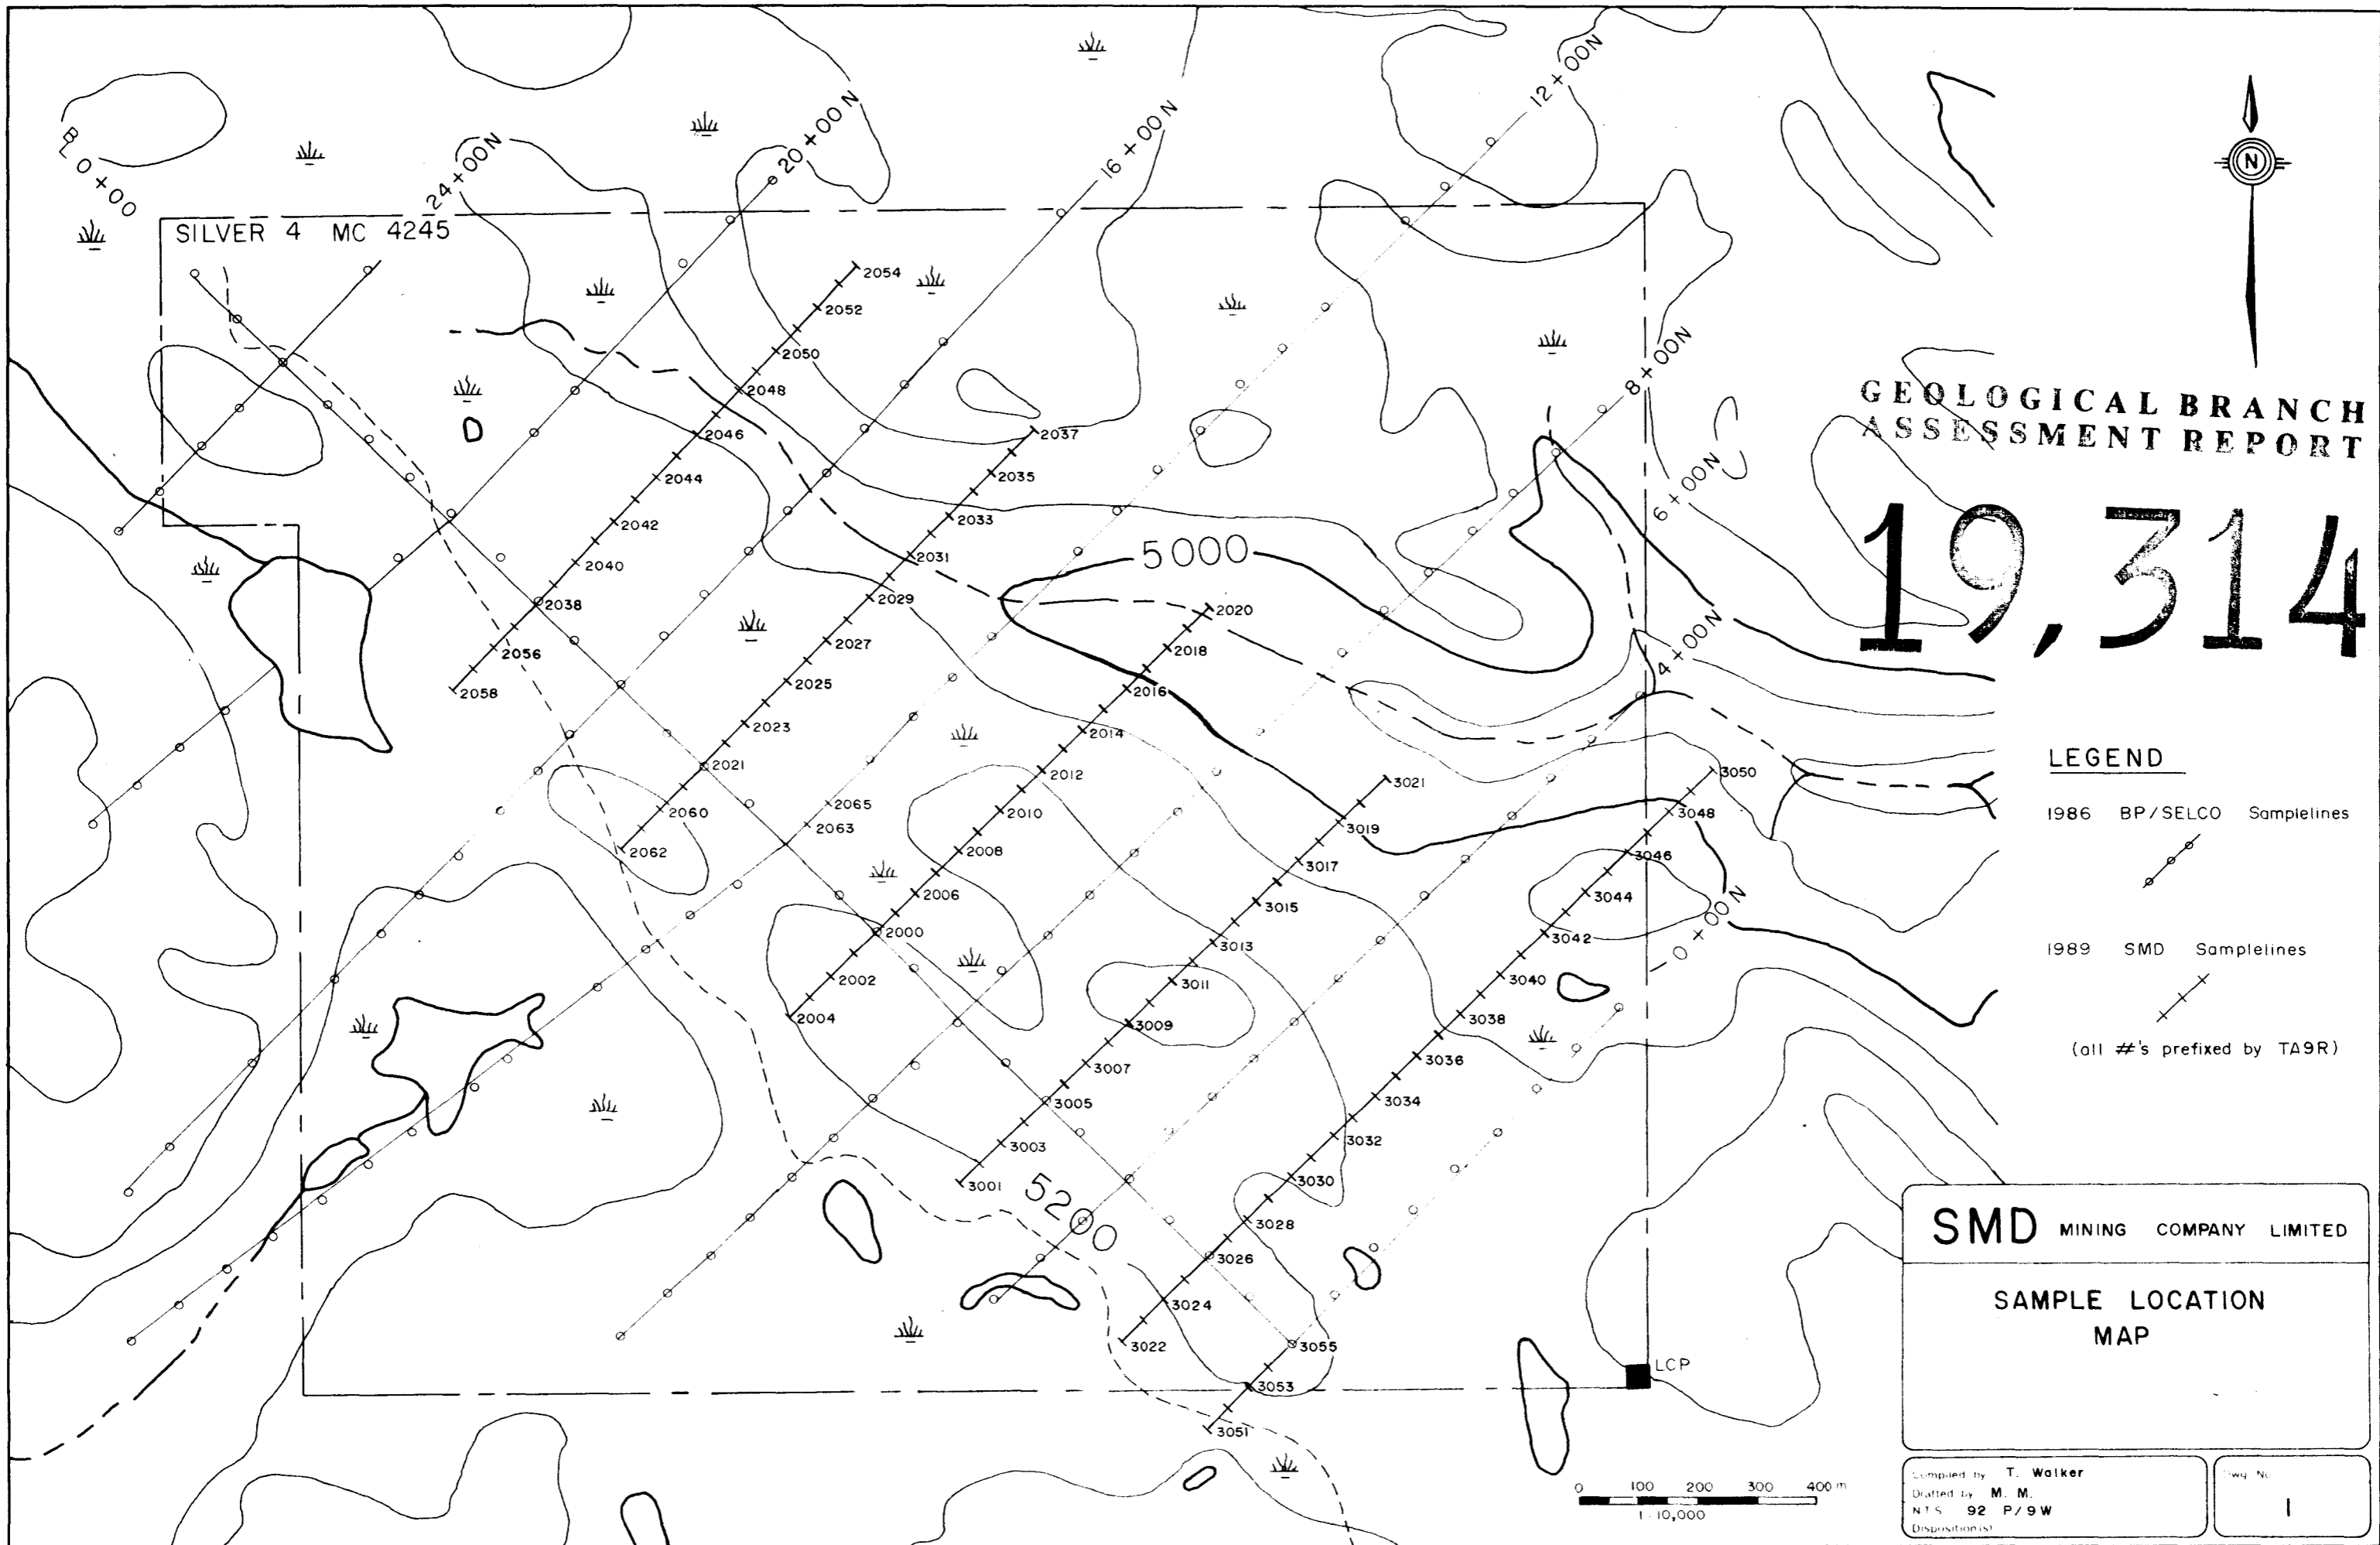 BL 0+00
24+00N
20+00N
16+00N
12+00N
SILVER 4 MC 4245
N
2054
2052
2050
2048
2046
2044
2042
2040
2038
2056
2058
8+00N
GEOLOGICAL BRANCH
ASSESSMENT REPORT
19,314
6+00N
4+00N
0+00N
2037
2035
2033
2031
2029
2027
2025
2023
2021
2060
2062
5000
2065
2063
2020
2018
2016
2014
2012
2010
2008
2006
2000
2002
2004
3021
3019
3017
3015
3013
3011
3009
3007
3005
3003
3001
3050
3048
3046
3044
3042
3040
3038
3036
3034
3032
3030
3028
3026
3024
3022
5200
3055
3053
3051
LCP
LEGEND
1986 BP/SELCO Samplelines
1989 SMD Samplelines
(all #'s prefixed by TA9R)
SMD MINING COMPANY LIMITED
SAMPLE LOCATION
MAP
0 100 200 300 400 m
1:10,000
Compiled by T. Walker
Drafted by M. M.
N.T.S. 92 P/9W
Disposition(s)
Dwg. No.
1